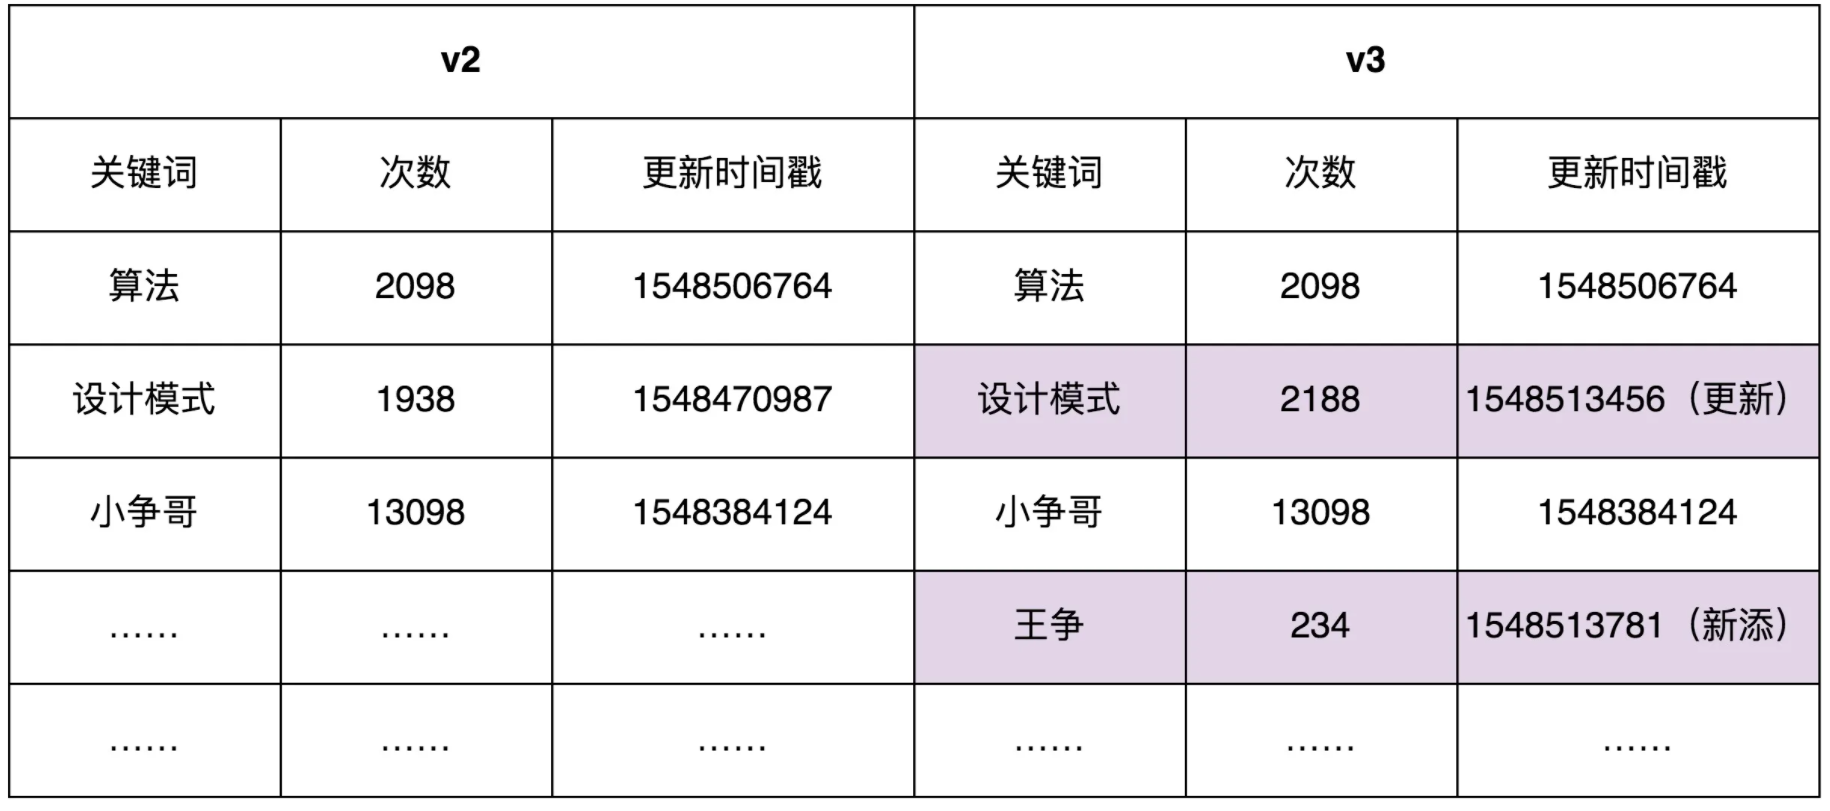 v2 v3
关键词 次数 更新时间戳 关键词 次数 更新时间戳
算法 2098 1548506764 算法 2098 1548506764
设计模式 1938 1548470987 设计模式 2188 1548513456（更新）
小争哥 13098 1548384124 小争哥 13098 1548384124
…… …… …… 王争 234 1548513781（新添）
…… …… …… …… …… ……